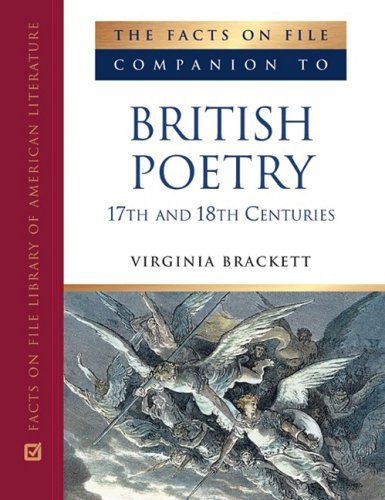 THE FACTS ON FILE
COMPANION TO
BRITISH
POETRY
17TH AND 18TH CENTURIES
VIRGINIA BRACKETT
FACTS ON FILE LIBRARY OF AMERICAN LITERATURE